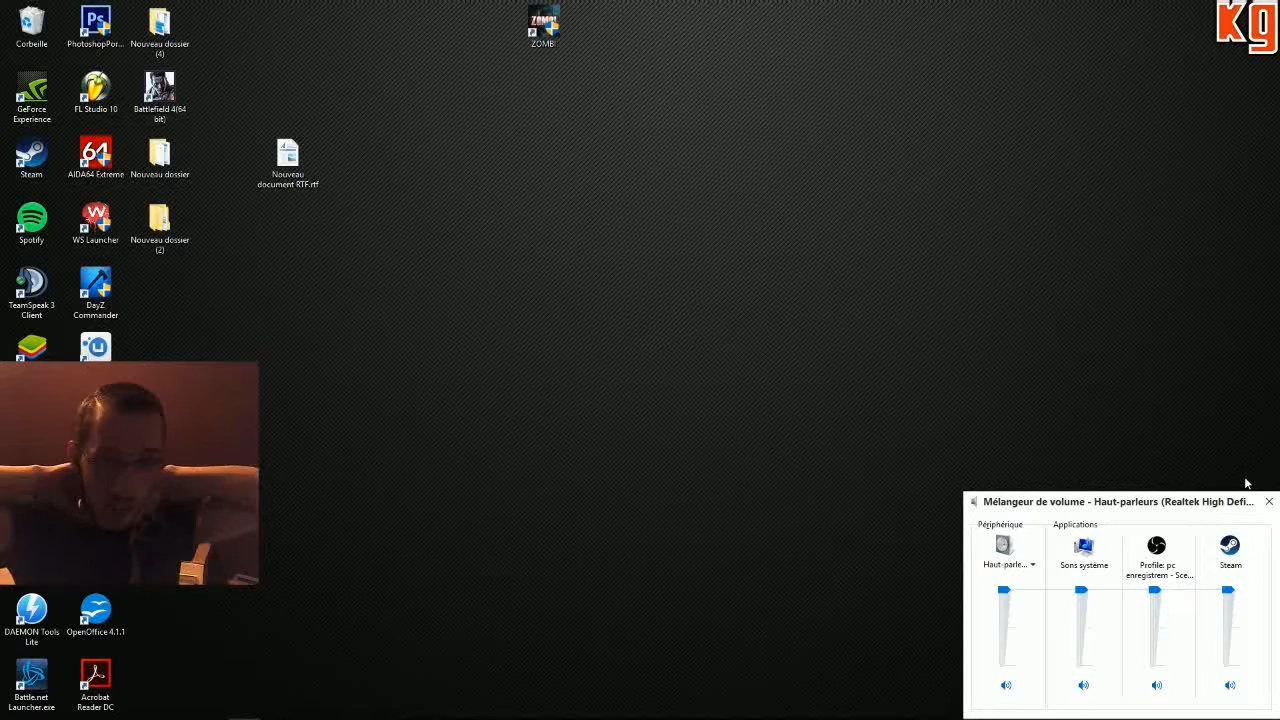 Corbeille
PhotoshopPor...
Nouveau dossier
(4)
ZOMBI
ZOMBI
Kg
GeForce
Experience
FL Studio 10
Battlefield 4(64
bit)
64
Steam
AIDA64 Extreme
Nouveau dossier
Nouveau
document RTF.rtf
Spotify
WS Launcher
Nouveau dossier
(2)
TeamSpeak 3
Client
DayZ
Commander
DAEMON Tools
Lite
OpenOffice 4.1.1
Battle.net
Launcher.exe
Acrobat
Reader DC
Mélangeur de volume - Haut-parleurs (Realtek High Defi...
Périphérique
Applications
Haut-parle...
Sons système
Profile: pc
enregistrem - Sce...
Steam